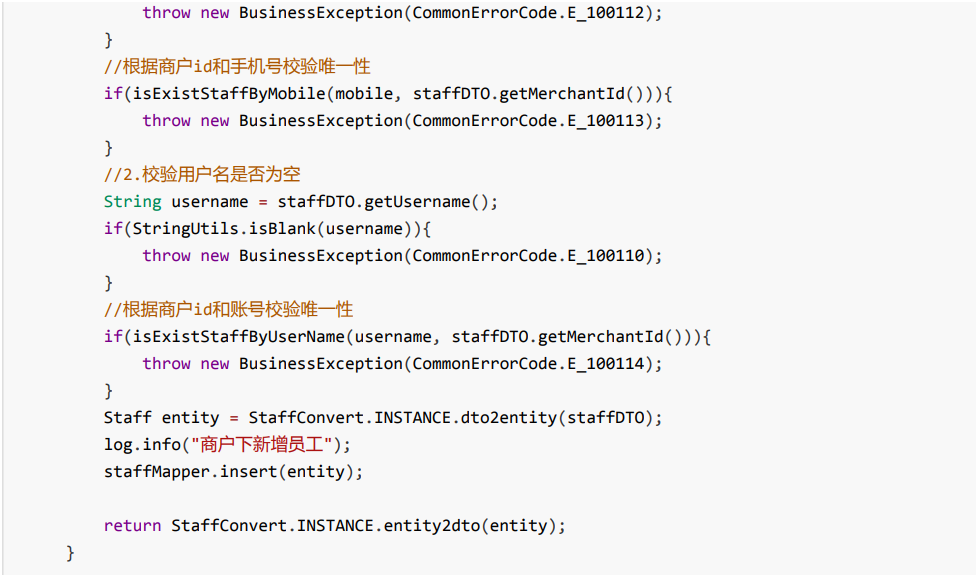 throw new BusinessException(CommonErrorCode.E_100112);
}
//根据商户id和手机号校验唯一性
if(isExistStaffByMobile(mobile, staffDTO.getMerchantId())){
throw new BusinessException(CommonErrorCode.E_100113);
}
//2.校验用户名是否为空
String username = staffDTO.getUsername();
if(StringUtils.isBlank(username)){
throw new BusinessException(CommonErrorCode.E_100110);
}
//根据商户id和账号校验唯一性
if(isExistStaffByUserName(username, staffDTO.getMerchantId())){
throw new BusinessException(CommonErrorCode.E_100114);
}
Staff entity = StaffConvert.INSTANCE.dto2entity(staffDTO);
log.info("商户下新增员工");
staffMapper.insert(entity);
return StaffConvert.INSTANCE.entity2dto(entity);
}